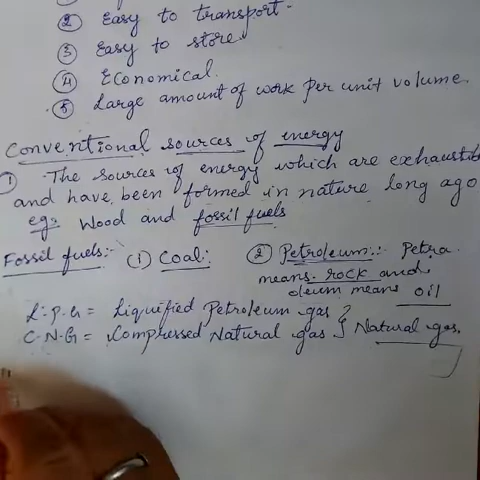 ② Easy to transport.
③ Easy to store.
④ Economical.
⑤ Large amount of work per unit volume.
Conventional sources of energy
① The sources of energy which are exhaustib
and have been formed in nature long ago
eg: Wood and fossil fuels
Fossil fuels:- (1) Coal: ② Petroleum:- Petra
means rock and
oleum means oil
L.P.G = Liquified Petroleum gas }
C.N.G = Compressed Natural gas } Natural gas.